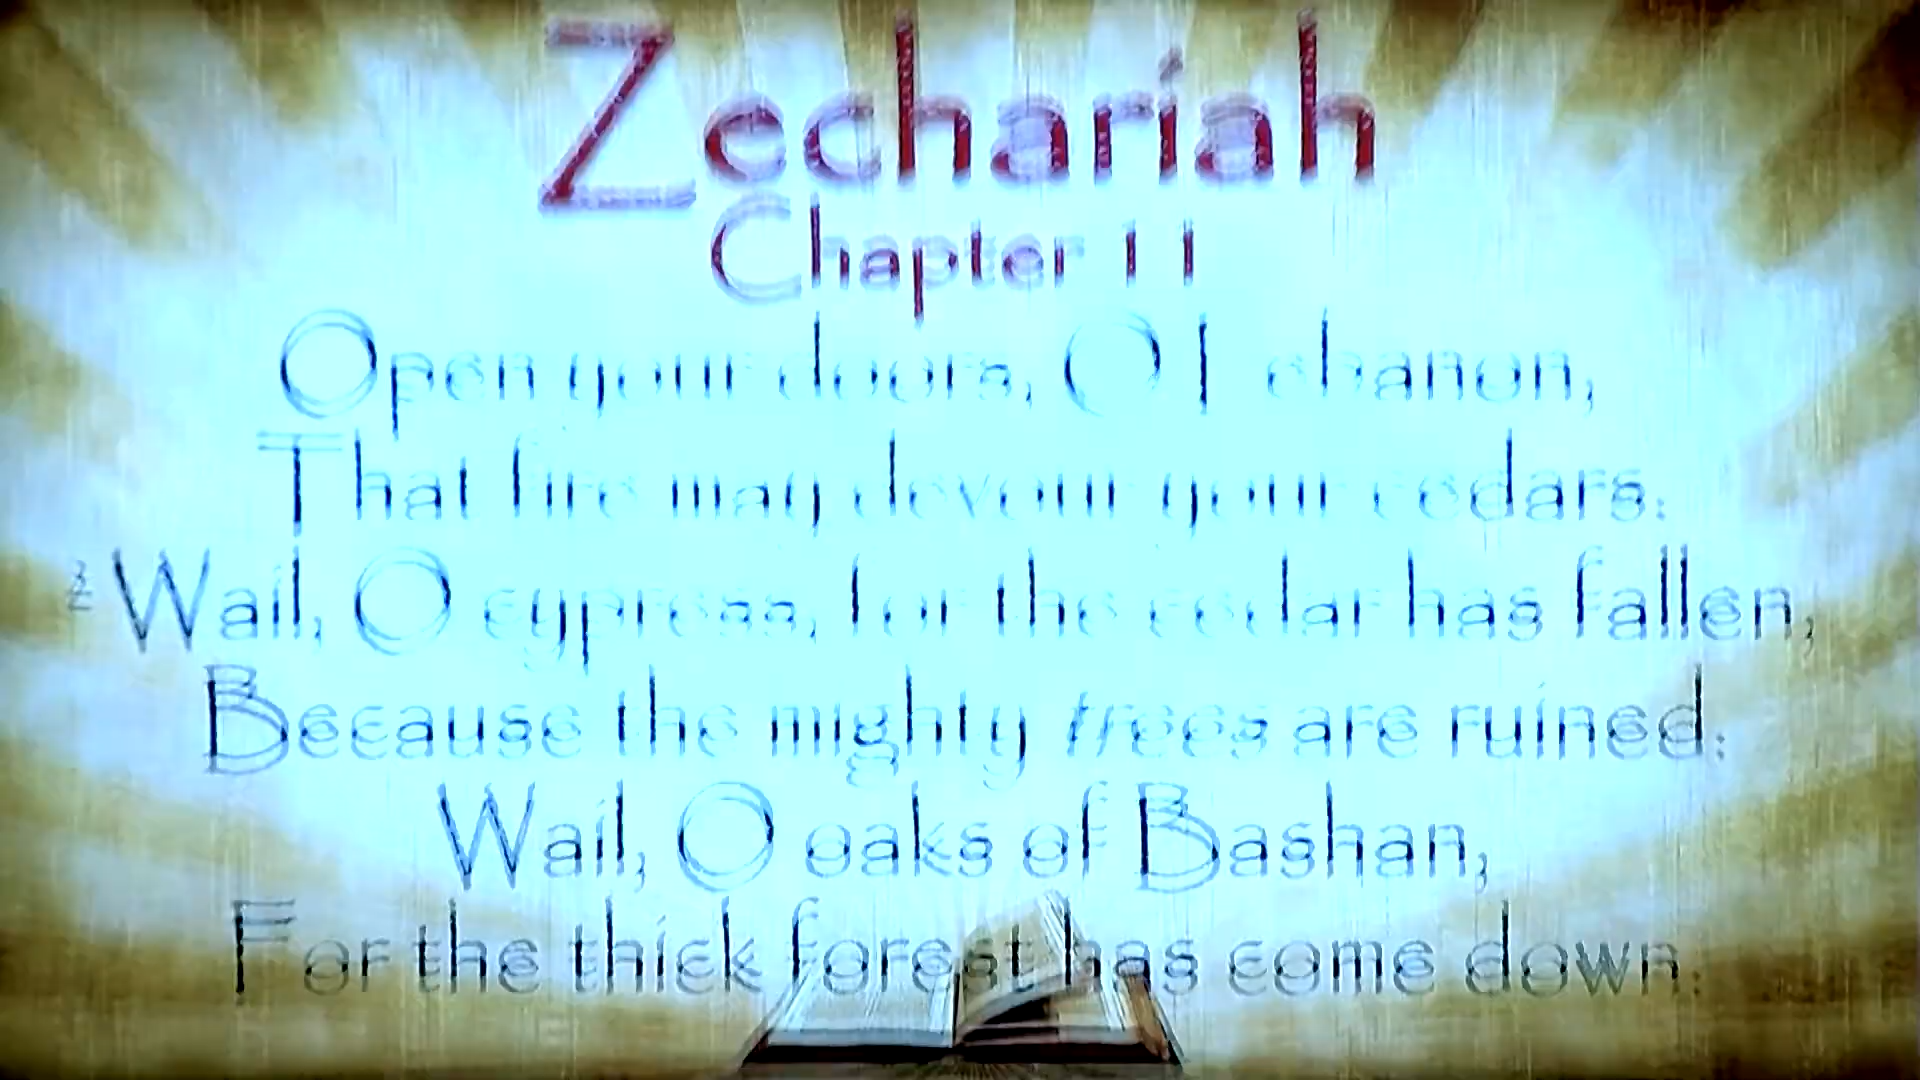 Zechariah
Chapter 11
Open your doors, O Lebanon,
That fire may devour your cedars.
2 Wail, O cypress, for the cedar has fallen,
Because the mighty trees are ruined.
Wail, O oaks of Bashan,
For the thick forest has come down.